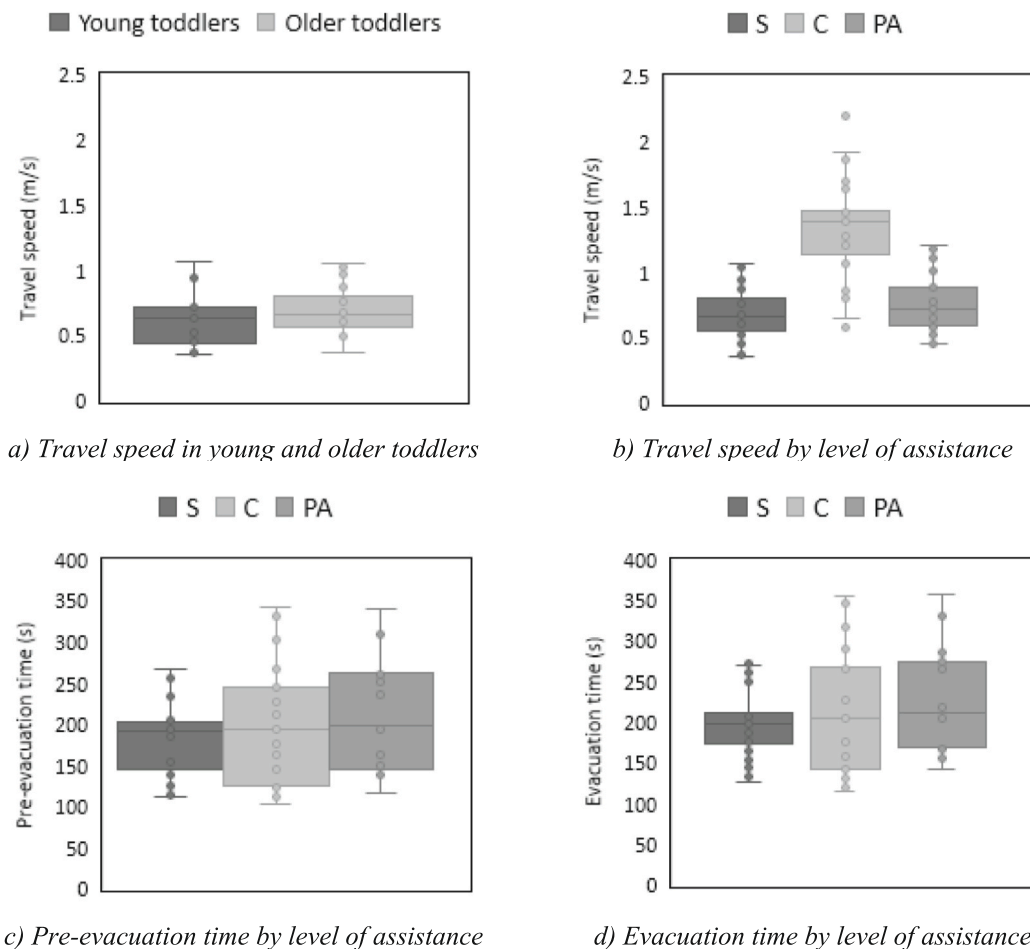 Young toddlers Older toddlers
2.5
2
1.5
1
0.5
0
Travel speed (m/s)
a) Travel speed in young and older toddlers
S C PA
2.5
2
1.5
1
0.5
0
Travel speed (m/s)
b) Travel speed by level of assistance
S C PA
400
350
300
250
200
150
100
50
0
Pre-evacuation time (s)
c) Pre-evacuation time by level of assistance
S C PA
400
350
300
250
200
150
100
50
0
Evacuation time (s)
d) Evacuation time by level of assistance